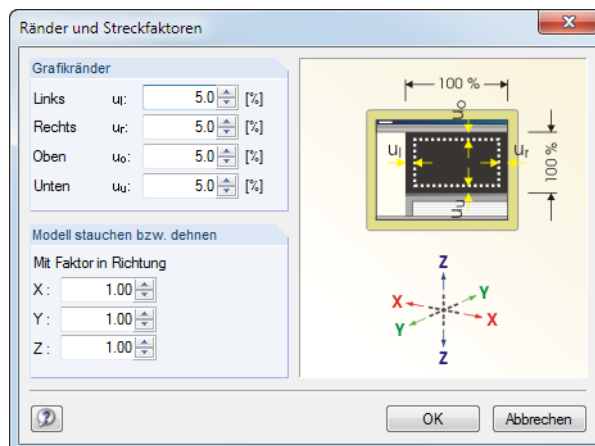 Ränder und Streckfaktoren
Grafikränder
Links ul: 5.0 [%]
Rechts ur: 5.0 [%]
Oben uo: 5.0 [%]
Unten uu: 5.0 [%]
Modell stauchen bzw. dehnen
Mit Faktor in Richtung
X : 1.00
Y : 1.00
Z : 1.00
100 %
uo
ul
ur
100 %
uu
Z
Y
X
X
Y
Z
OK
Abbrechen